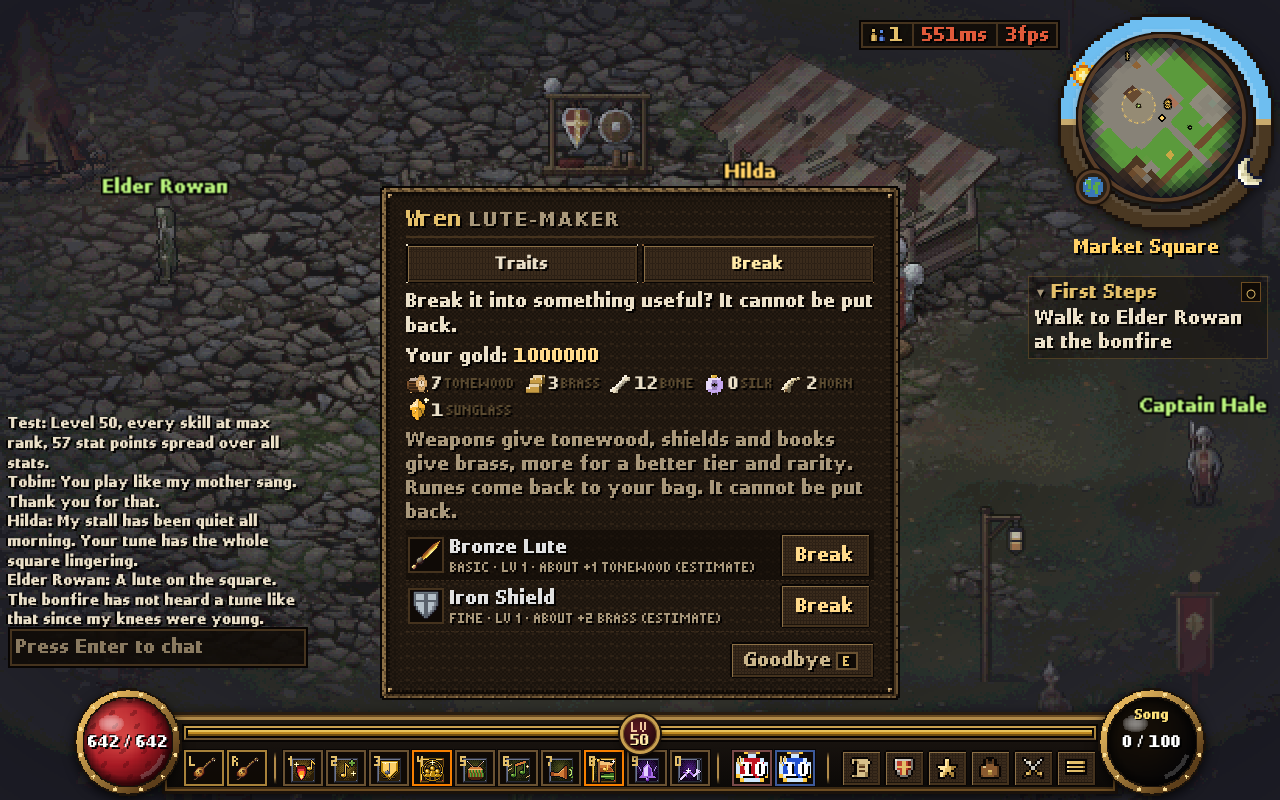 1 551ms 3fps
Hilda
Elder Rowan
Market Square
First Steps
Walk to Elder Rowan
at the bonfire
Captain Hale
Wren LUTE-MAKER
Traits Break
Break it into something useful? It cannot be put
back.
Your gold: 1000000
7 TONEWOOD 3 BRASS 12 BONE 0 SILK 2 HORN
1 SUNGLASS
Weapons give tonewood, shields and books
give brass, more for a better tier and rarity.
Runes come back to your bag. It cannot be put
back.
Bronze Lute
BASIC · LV 1 · ABOUT +1 TONEWOOD (ESTIMATE)
Break
Iron Shield
FINE · LV 1 · ABOUT +2 BRASS (ESTIMATE)
Break
Goodbye E
Test: Level 50, every skill at max
rank, 57 stat points spread over all
stats.
Tobin: You play like my mother sang.
Thank you for that.
Hilda: My stall has been quiet all
morning. Your tune has the whole
square lingering.
Elder Rowan: A lute on the square.
The bonfire has not heard a tune like
that since my knees were young.
Press Enter to chat
642 / 642
LV
50
Song
0 / 100
L R 1 2 3 4 5 6 7 8 9 0 10 10